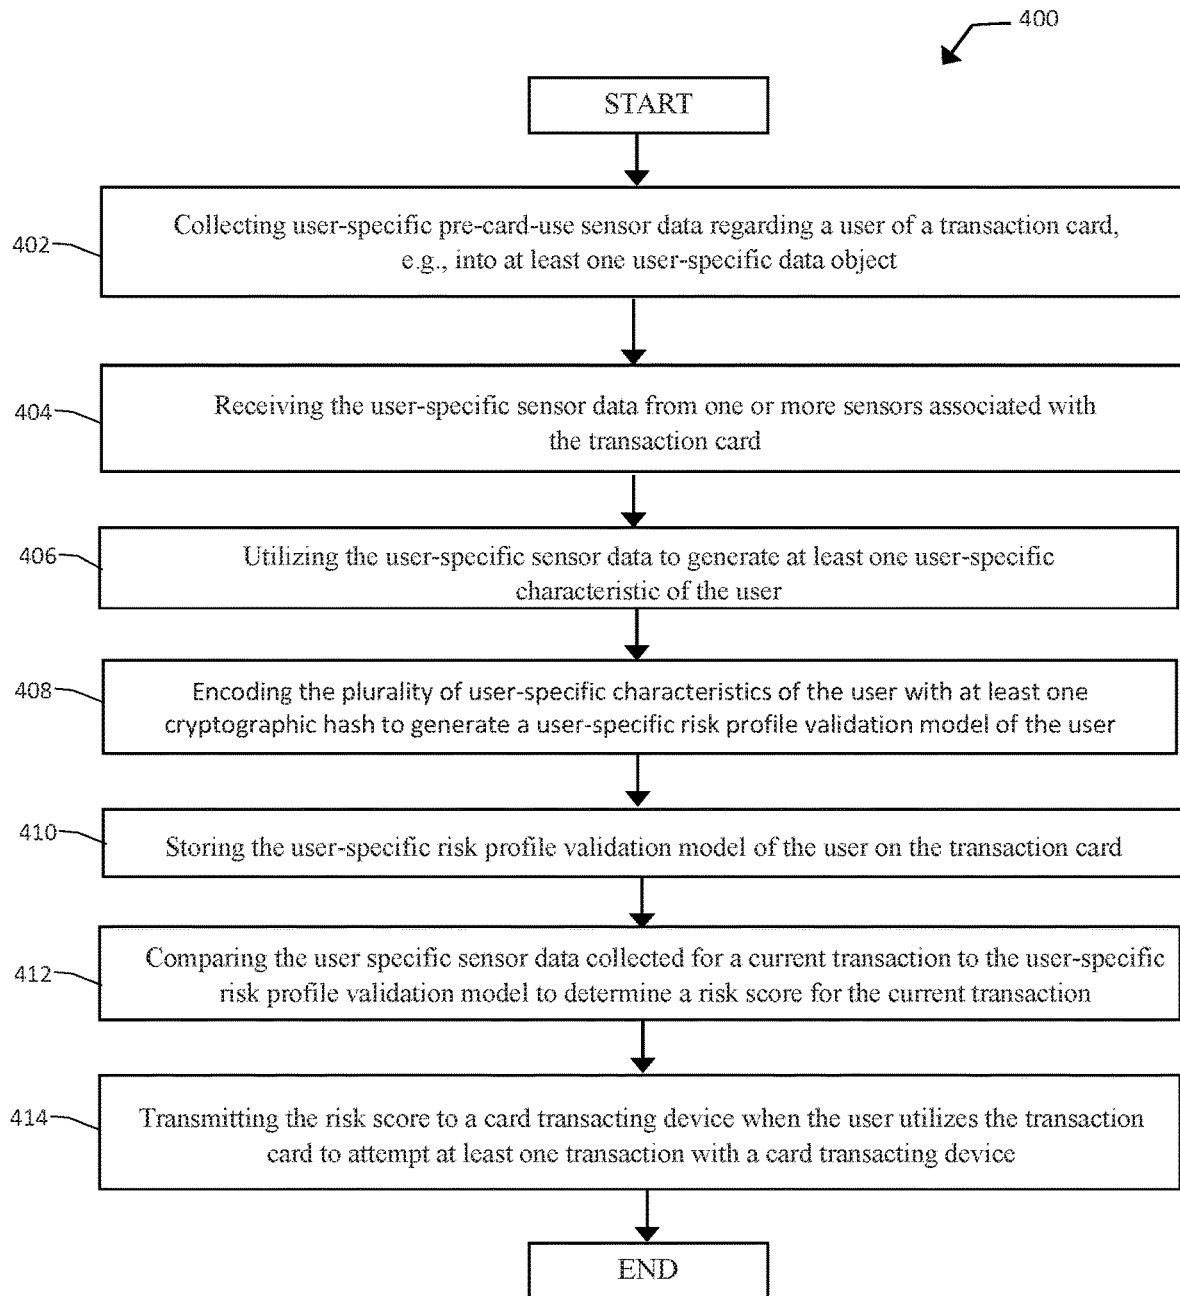 400
START
402
Collecting user-specific pre-card-use sensor data regarding a user of a transaction card,
e.g., into at least one user-specific data object
404
Receiving the user-specific sensor data from one or more sensors associated with
the transaction card
406
Utilizing the user-specific sensor data to generate at least one user-specific
characteristic of the user
408
Encoding the plurality of user-specific characteristics of the user with at least one
cryptographic hash to generate a user-specific risk profile validation model of the user
410
Storing the user-specific risk profile validation model of the user on the transaction card
412
Comparing the user specific sensor data collected for a current transaction to the user-specific
risk profile validation model to determine a risk score for the current transaction
414
Transmitting the risk score to a card transacting device when the user utilizes the transaction
card to attempt at least one transaction with a card transacting device
END